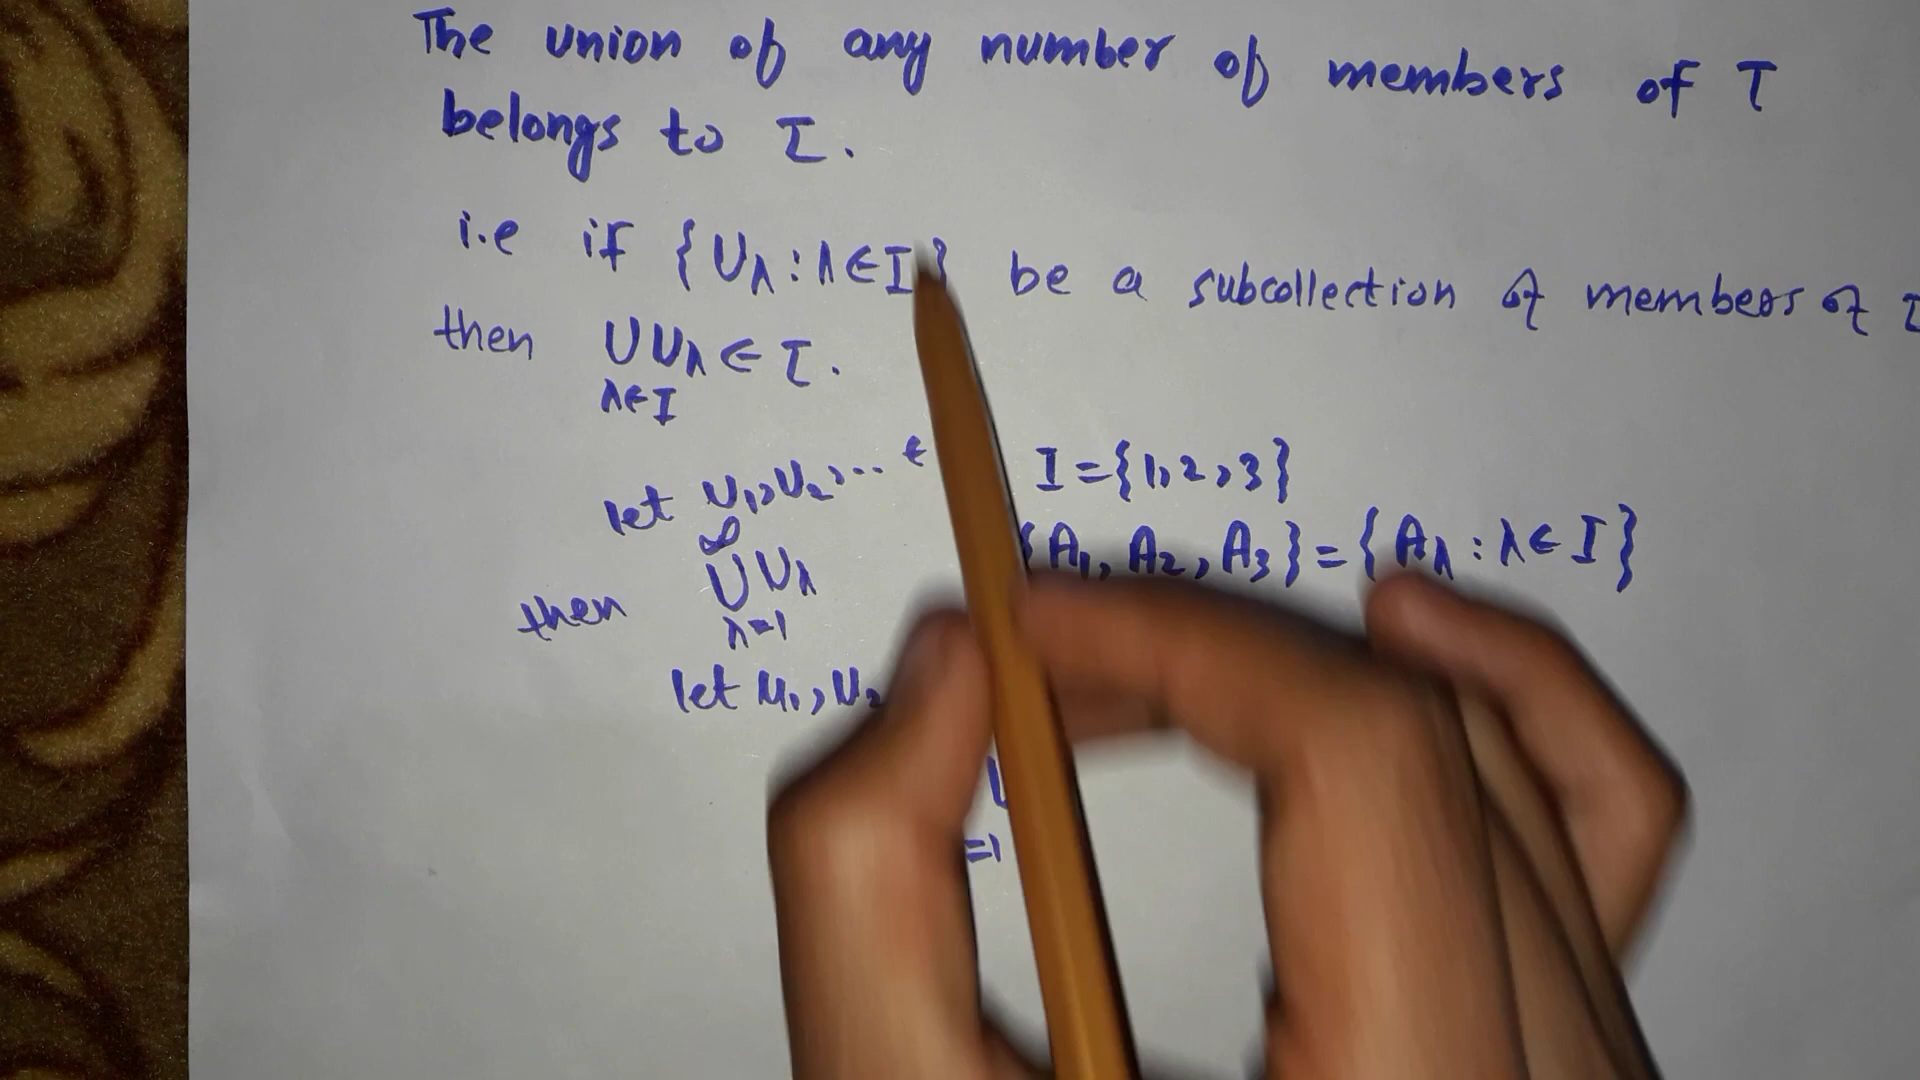 The union of any number of members of τ
belongs to τ.
i.e if {Uλ : λ ∈ I} be a subcollection of members of τ
then ∪ Uλ ∈ τ.
λ∈I
let U₁, U₂, ... ∈
I = {1, 2, 3}
{A₁, A₂, A₃} = {Aλ : λ ∈ I}
∞
then ∪ Uλ
λ=1
let U₁, U₂
=1